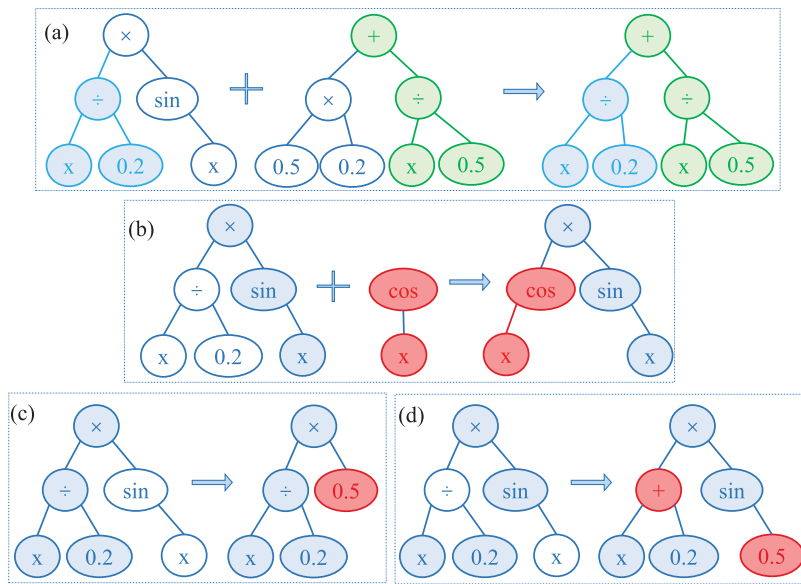 (a)
× + +
÷ sin × ÷ ÷ ÷
x 0.2 x 0.5 0.2 x 0.5 x 0.2 x 0.5
(b)
× ×
÷ sin + cos cos sin
x 0.2 x x x x
(c)
× ×
÷ sin ÷ 0.5
x 0.2 x x 0.2
(d)
× ×
÷ sin + sin
x 0.2 x x 0.2 0.5